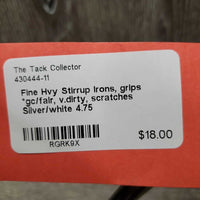 The Tack Collector
430444-11
Fine Hvy Stirrup Irons, grips
*gc/fair, v.dirty, scratches
Silver/white 4.75
$18.00
RGRK9X